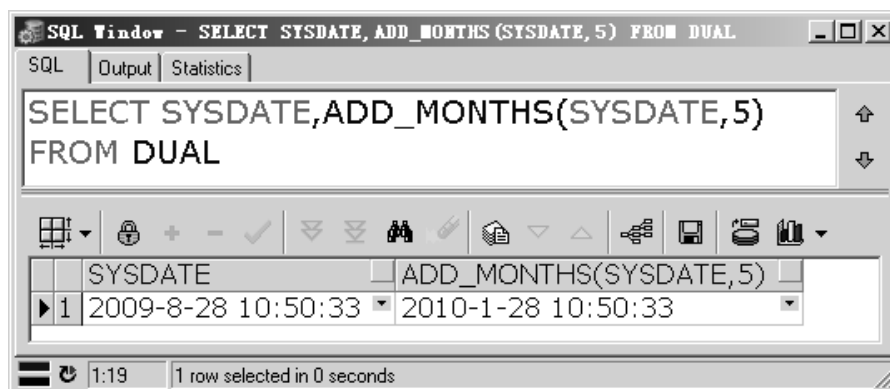 SQL Window - SELECT SYSDATE,ADD_MONTHS(SYSDATE,5) FROM DUAL
SQL Output Statistics
SELECT SYSDATE,ADD_MONTHS(SYSDATE,5)
FROM DUAL
SYSDATE ADD_MONTHS(SYSDATE,5)
1 2009-8-28 10:50:33 2010-1-28 10:50:33
1:19 1 row selected in 0 seconds